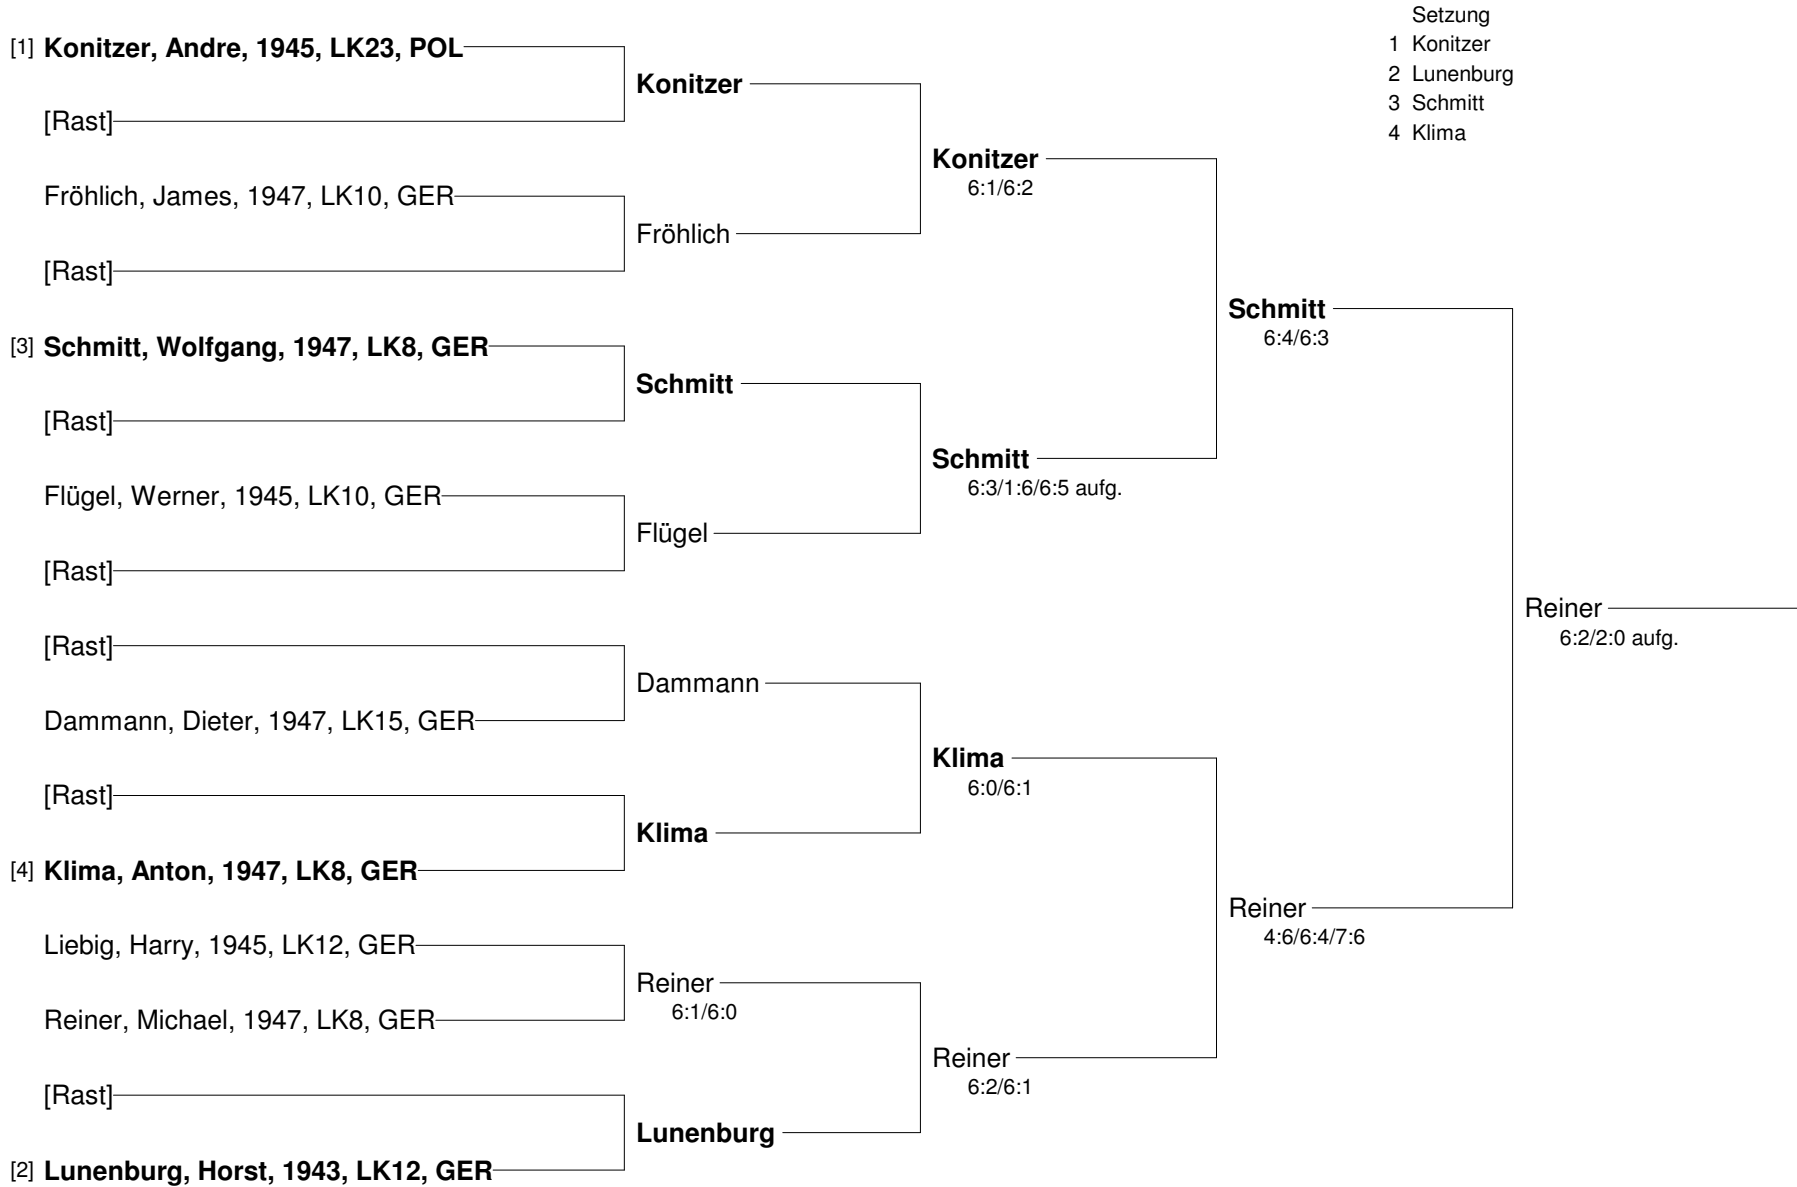 Setzung
1 Konitzer
2 Lunenburg
3 Schmitt
4 Klima
[1] Konitzer, Andre, 1945, LK23, POL
[Rast]
Fröhlich, James, 1947, LK10, GER
[Rast]
[3] Schmitt, Wolfgang, 1947, LK8, GER
[Rast]
Flügel, Werner, 1945, LK10, GER
[Rast]
[Rast]
Dammann, Dieter, 1947, LK15, GER
[Rast]
[4] Klima, Anton, 1947, LK8, GER
Liebig, Harry, 1945, LK12, GER
Reiner, Michael, 1947, LK8, GER
[Rast]
[2] Lunenburg, Horst, 1943, LK12, GER
Konitzer
Fröhlich
Schmitt
Flügel
Dammann
Klima
Reiner
6:1/6:0
Lunenburg
Konitzer
6:1/6:2
Schmitt
6:3/1:6/6:5 aufg.
Klima
6:0/6:1
Reiner
6:2/6:1
Schmitt
6:4/6:3
Reiner
4:6/6:4/7:6
Reiner
6:2/2:0 aufg.